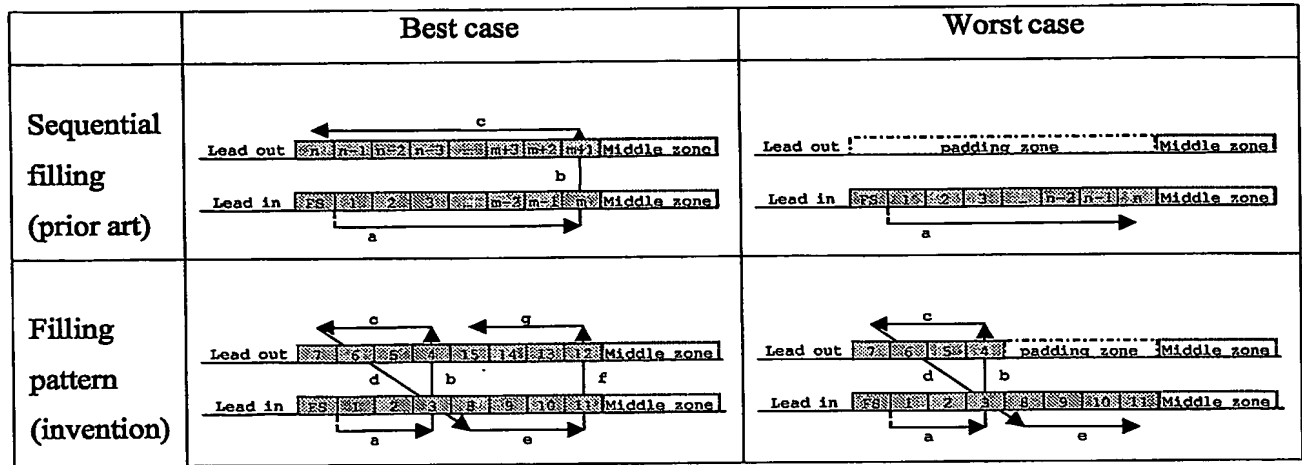 Best case
Worst case
Sequential filling (prior art)
c
Lead out n n-1 n-2 n-3 ... m+3 m+2 m+1 Middle zone
b
Lead in FS 1 2 3 ... m-2 m-1 m Middle zone
a
Lead out padding zone Middle zone
Lead in FS 1 2 3 ... n-2 n-1 n Middle zone
a
Filling pattern (invention)
c g
Lead out 7 6 5 4 15 14 13 12 Middle zone
d b f
Lead in FS 1 2 3 8 9 10 11 Middle zone
a e
c
Lead out 7 6 5 4 padding zone Middle zone
d b
Lead in FS 1 2 3 8 9 10 11 Middle zone
a e